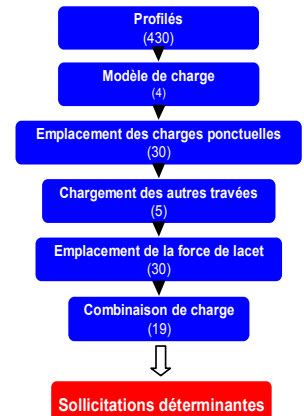 Profilés
(430)
Modèle de charge
(4)
Emplacement des charges ponctuelles
(30)
Chargement des autres travées
(5)
Emplacement de la force de lacet
(30)
Combinaison de charge
(19)
Sollicitations déterminantes